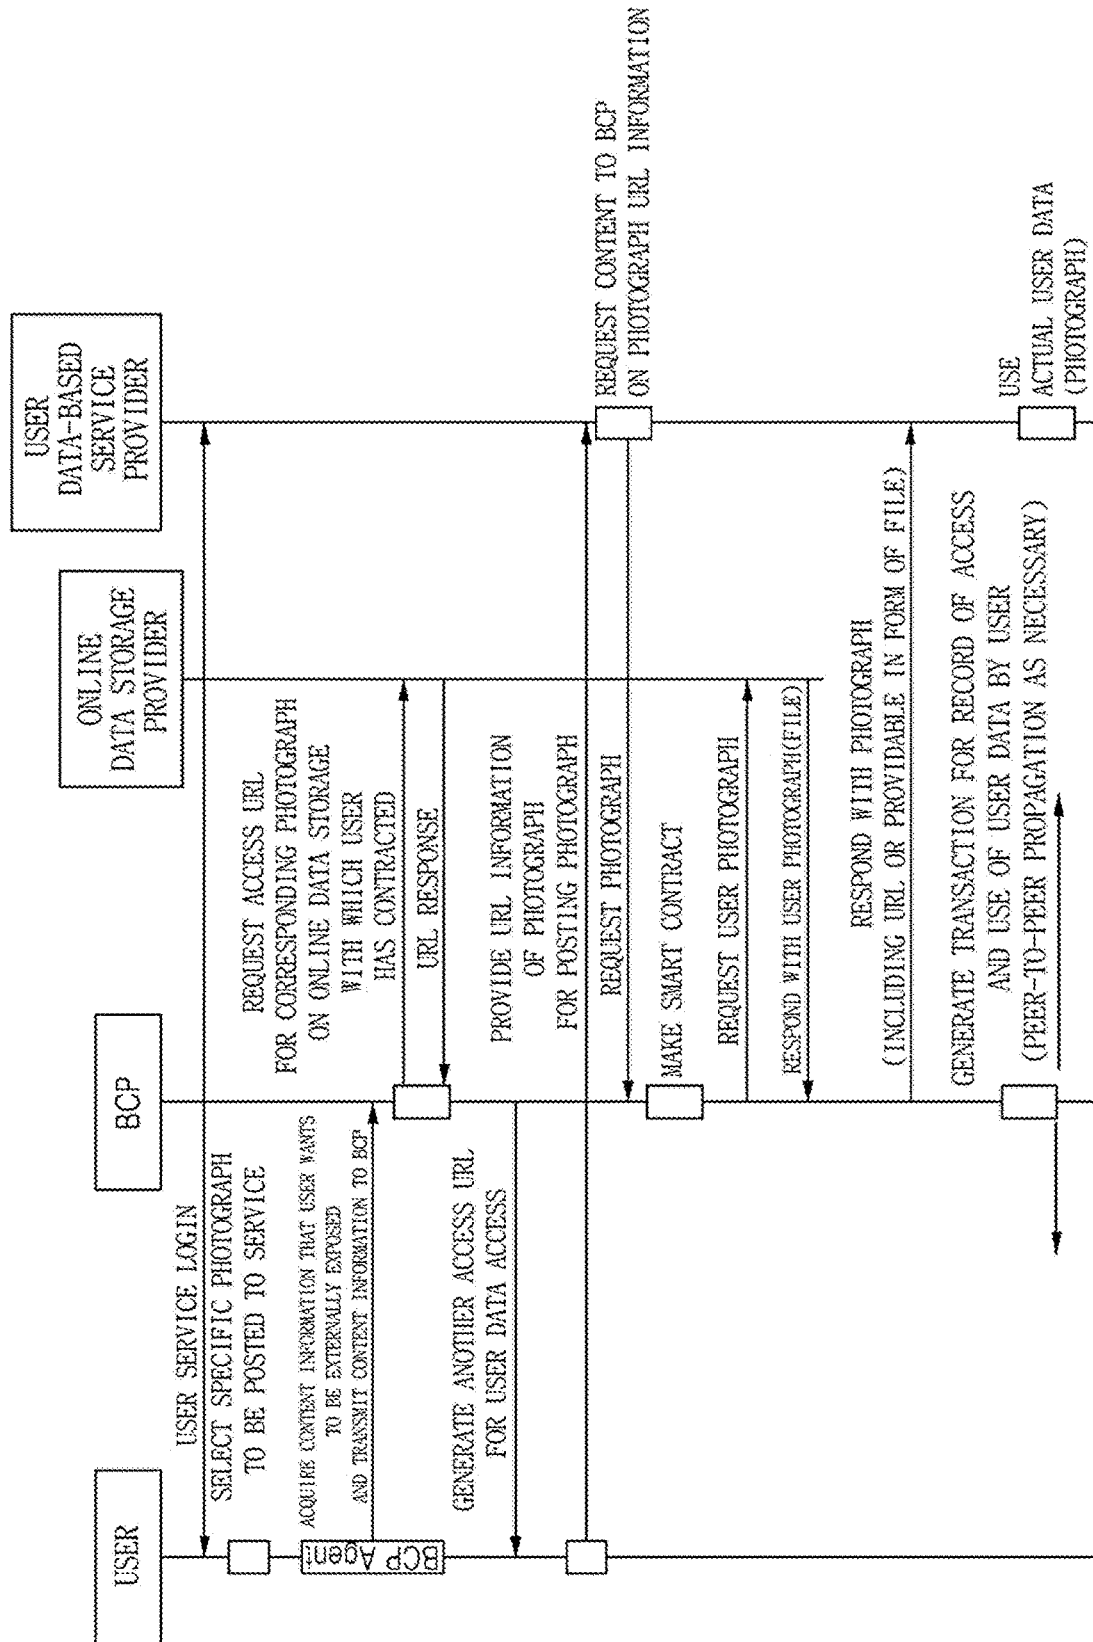 USER
BCP
ONLINE
DATA STORAGE
PROVIDER
USER
DATA-BASED
SERVICE
PROVIDER
USER SERVICE LOGIN
SELECT SPECIFIC PHOTOGRAPH
TO BE POSTED TO SERVICE
BCP Agent
ACQUIRE CONTENT INFORMATION THAT USER WANTS
TO BE EXTERNALLY EXPOSED
AND TRANSMIT CONTENT INFORMATION TO BCP
REQUEST ACCESS URL
FOR CORRESPONDING PHOTOGRAPH
ON ONLINE DATA STORAGE
WITH WHICH USER
HAS CONTRACTED
URL RESPONSE
GENERATE ANOTHER ACCESS URL
FOR USER DATA ACCESS
PROVIDE URL INFORMATION
OF PHOTOGRAPH
FOR POSTING PHOTOGRAPH
REQUEST CONTENT TO BCP
ON PHOTOGRAPH URL INFORMATION
REQUEST PHOTOGRAPH
MAKE SMART CONTRACT
REQUEST USER PHOTOGRAPH
RESPOND WITH USER PHOTOGRAPH(FILE)
RESPOND WITH PHOTOGRAPH
(INCLUDING URL OR PROVIDABLE IN FORM OF FILE)
GENERATE TRANSACTION FOR RECORD OF ACCESS
AND USE OF USER DATA BY USER
(PEER-TO-PEER PROPAGATION AS NECESSARY)
USE
ACTUAL USER DATA
(PHOTOGRAPH)